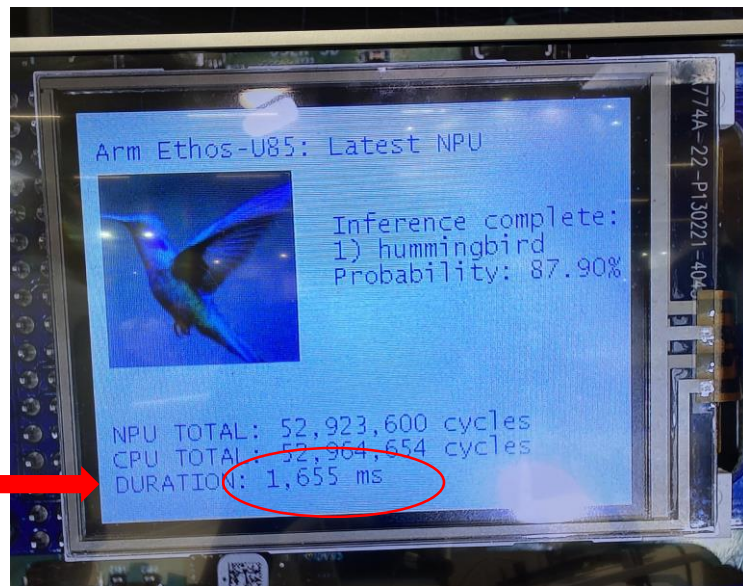 Arm Ethos-U85: Latest NPU
Inference complete:
1) hummingbird
Probability: 87.90%
NPU TOTAL: 52,923,600 cycles
CPU TOTAL: 52,964,654 cycles
DURATION: 1,655 ms